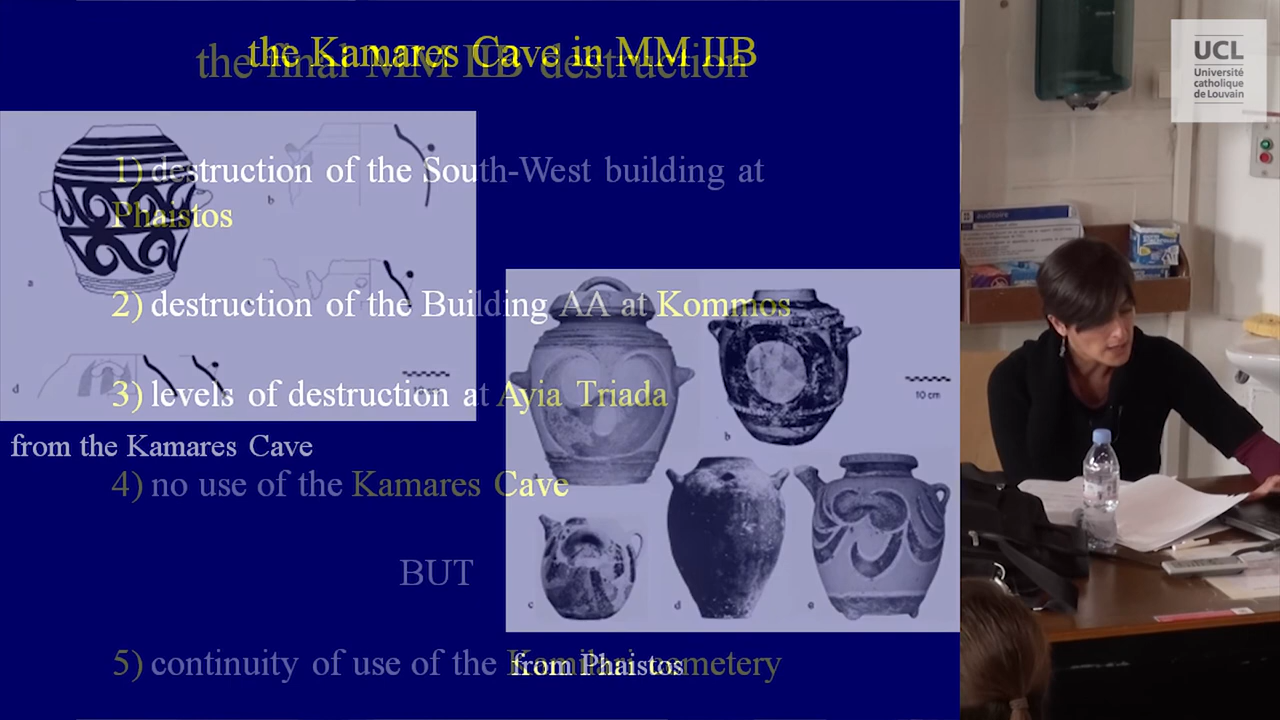 the Kamares Cave in MM IIB
the final MM IIB destruction
1) destruction of the South-West building at
Phaistos
2) destruction of the Building AA at Kommos
3) levels of destruction at Ayia Triada
from the Kamares Cave
4) no use of the Kamares Cave
BUT
5) continuity of use of the Kamilari cemetery
from Phaistos
a
b
d
b
c
d
e
10 cm
UCL
Université
catholique
de Louvain
auditoire